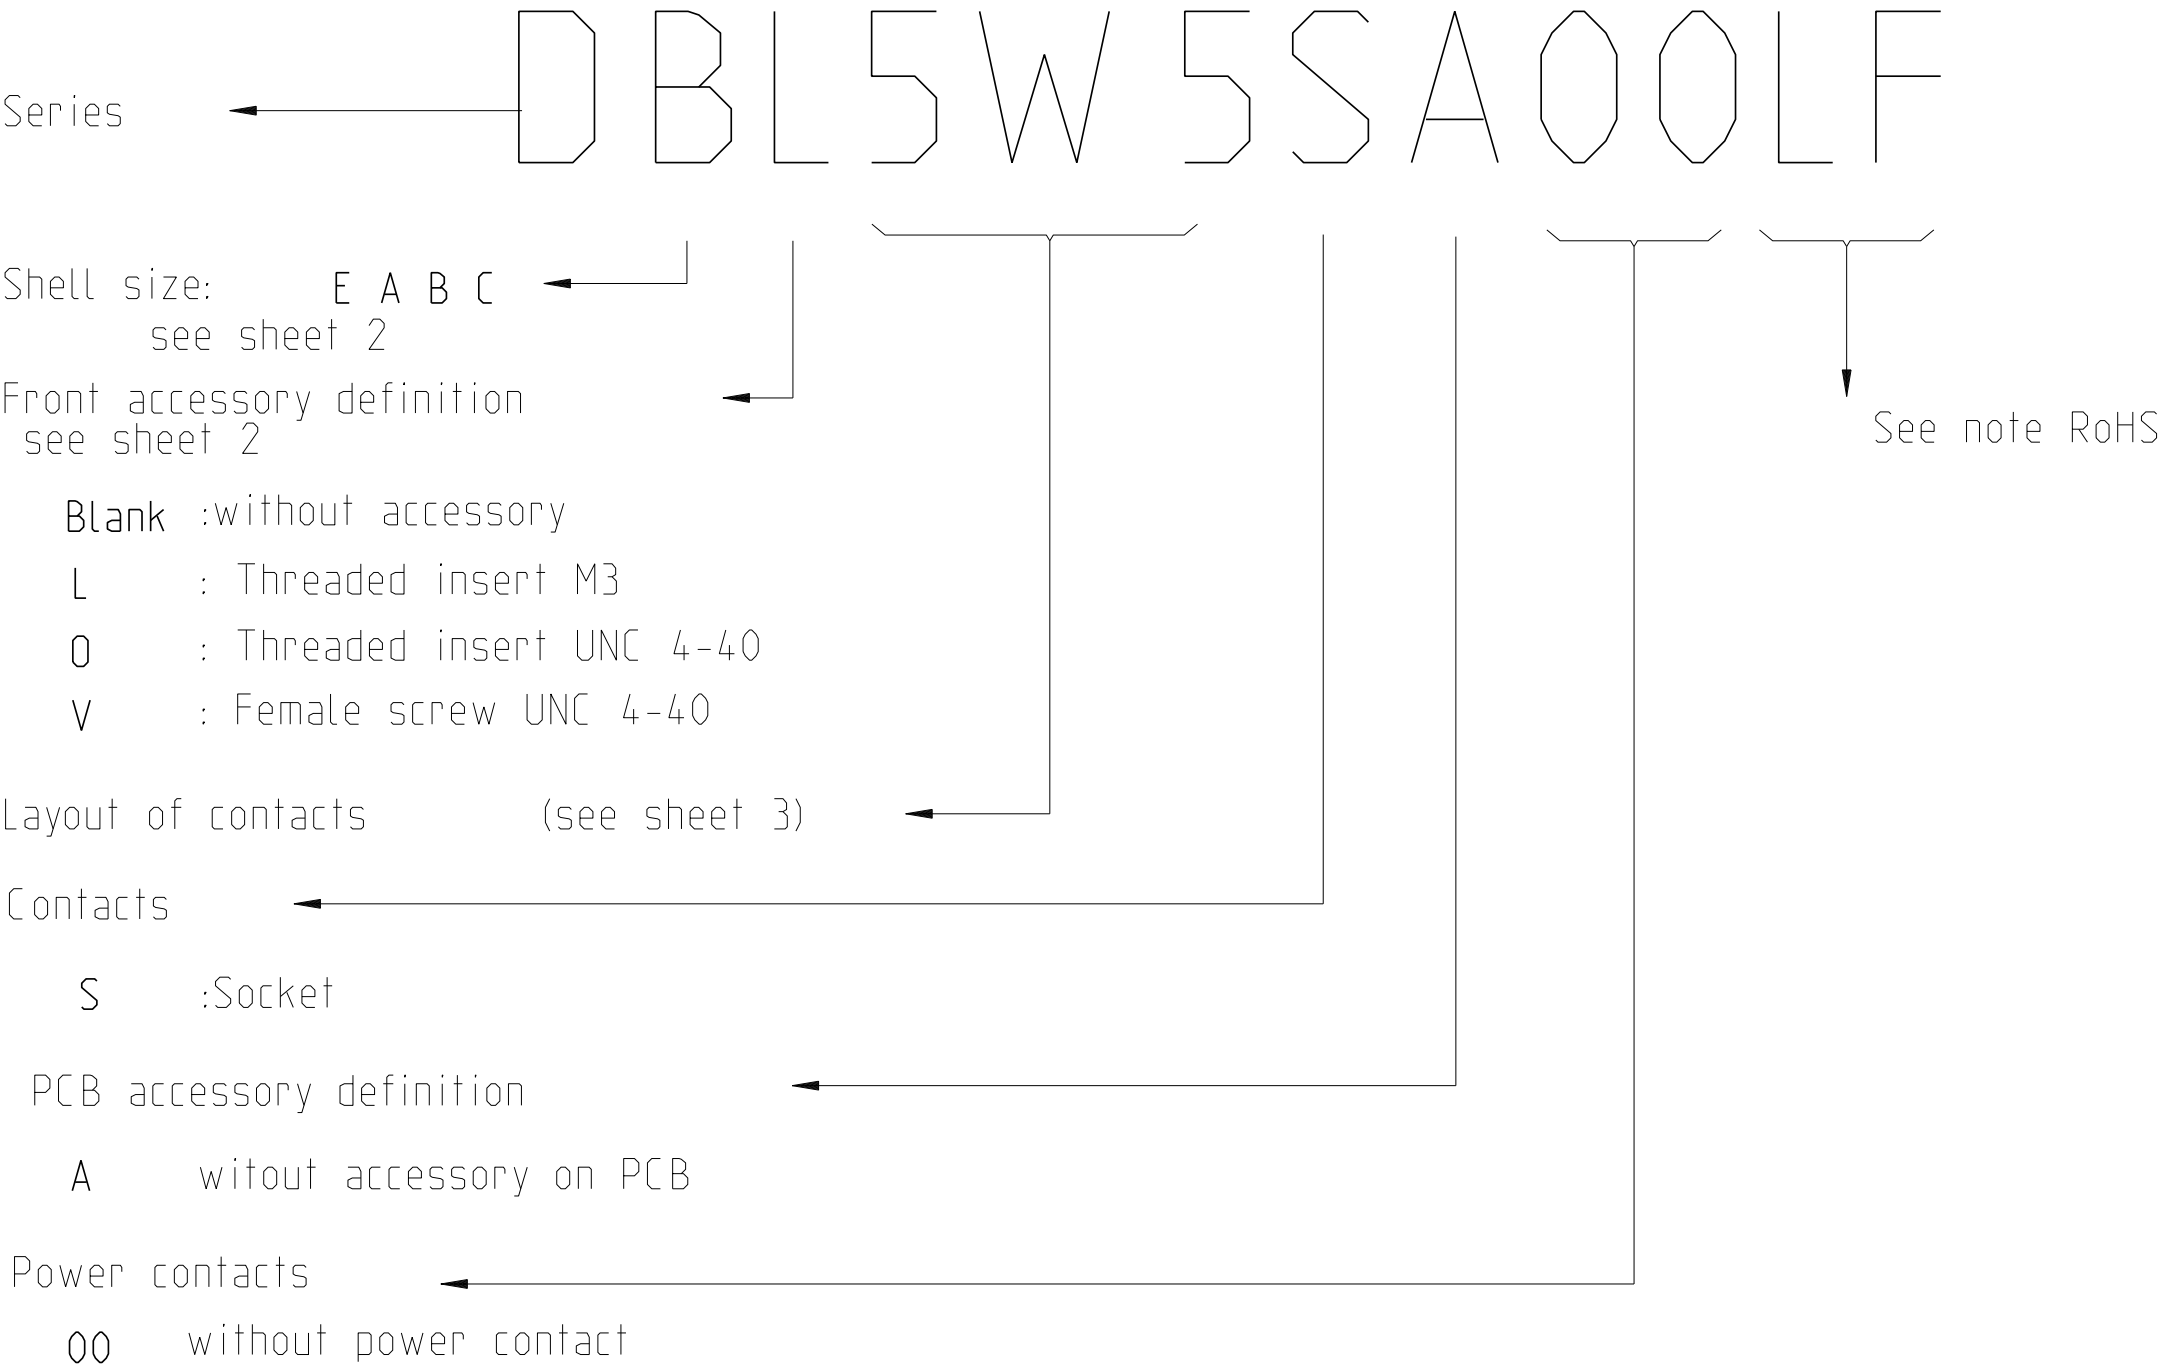 DBL5W5SA00LF
Series
Shell size: E A B C
see sheet 2
Front accessory definition
see sheet 2
See note RoHS
Blank :without accessory
L : Threaded insert M3
O : Threaded insert UNC 4-40
V : Female screw UNC 4-40
Layout of contacts (see sheet 3)
Contacts
S :Socket
PCB accessory definition
A witout accessory on PCB
Power contacts
00 without power contact